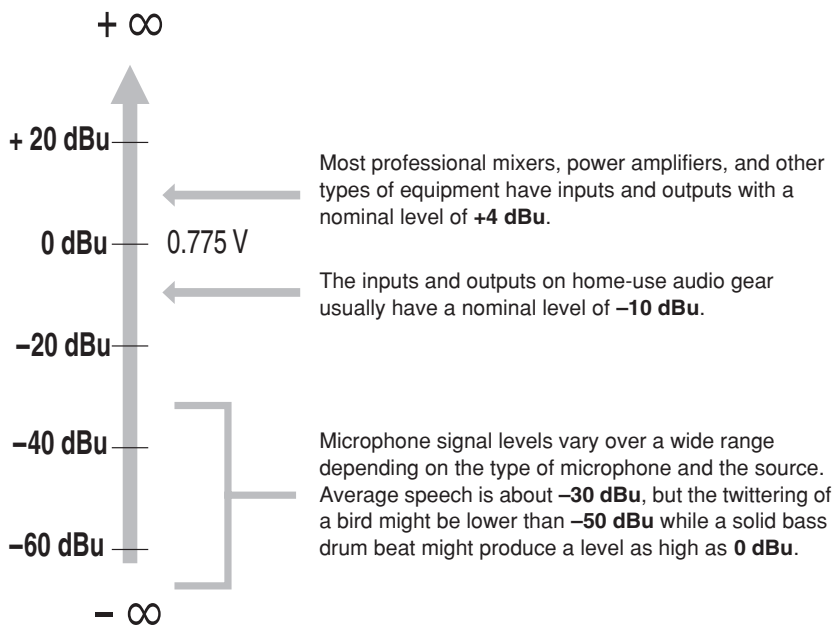 + ∞
+ 20 dBu
Most professional mixers, power amplifiers, and other
types of equipment have inputs and outputs with a
nominal level of +4 dBu.
0 dBu
0.775 V
The inputs and outputs on home-use audio gear
usually have a nominal level of –10 dBu.
–20 dBu
–40 dBu
Microphone signal levels vary over a wide range
depending on the type of microphone and the source.
Average speech is about –30 dBu, but the twittering of
a bird might be lower than –50 dBu while a solid bass
drum beat might produce a level as high as 0 dBu.
–60 dBu
– ∞